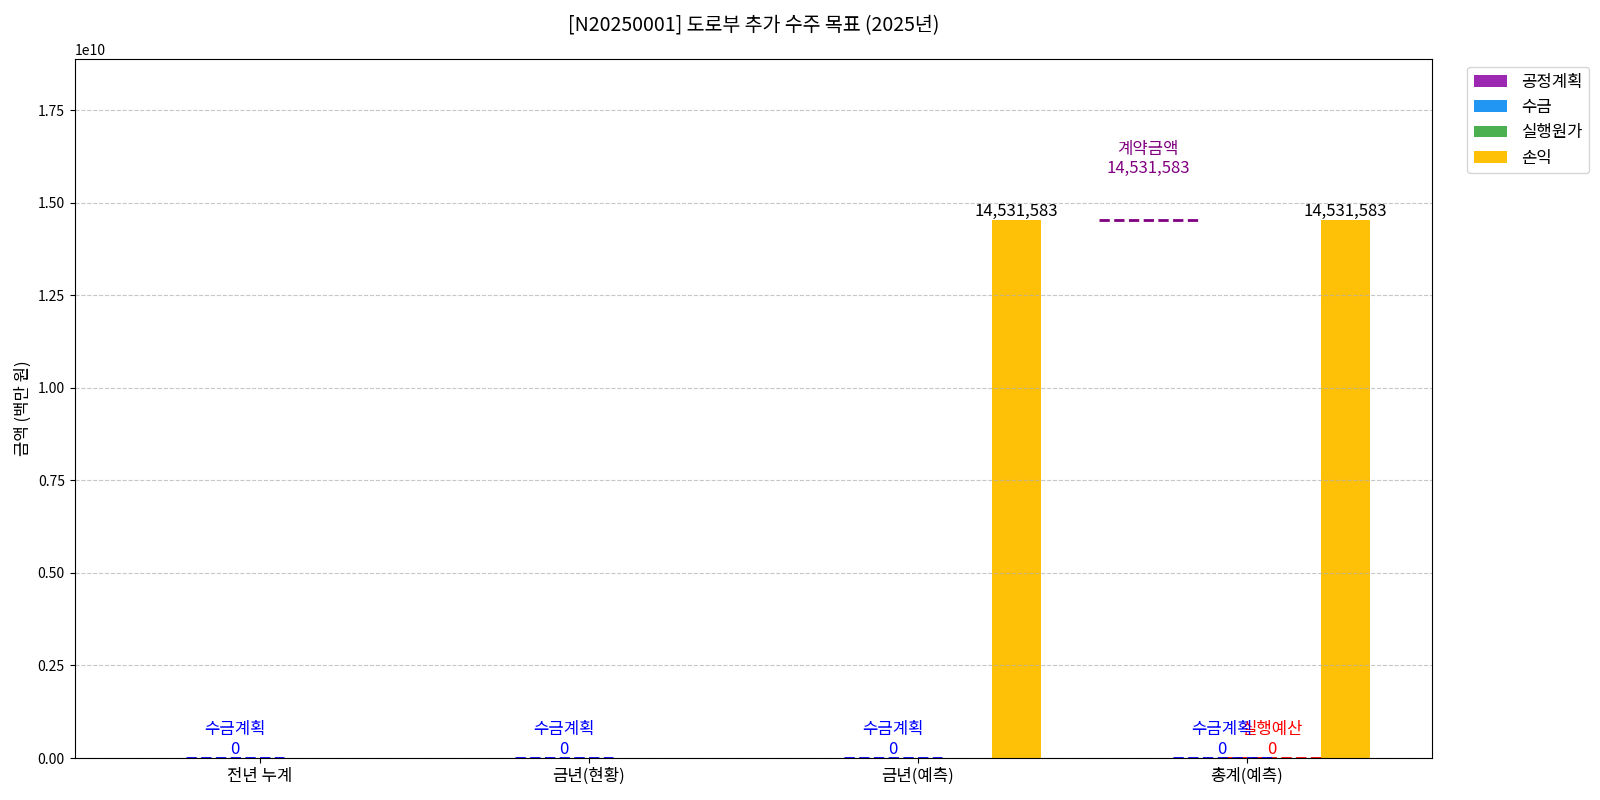 [N20250001] 도로부 추가 수주 목표 (2025년)
1e10
공정계획
수금
실행원가
손익
1.75
1.50
1.25
1.00
0.75
0.50
0.25
0.00
금액 (백만 원)
계약금액
14,531,583
14,531,583
14,531,583
수금계획
0
수금계획
0
수금계획
0
수금계획
0
실행예산
0
전년 누계
금년(현황)
금년(예측)
총계(예측)